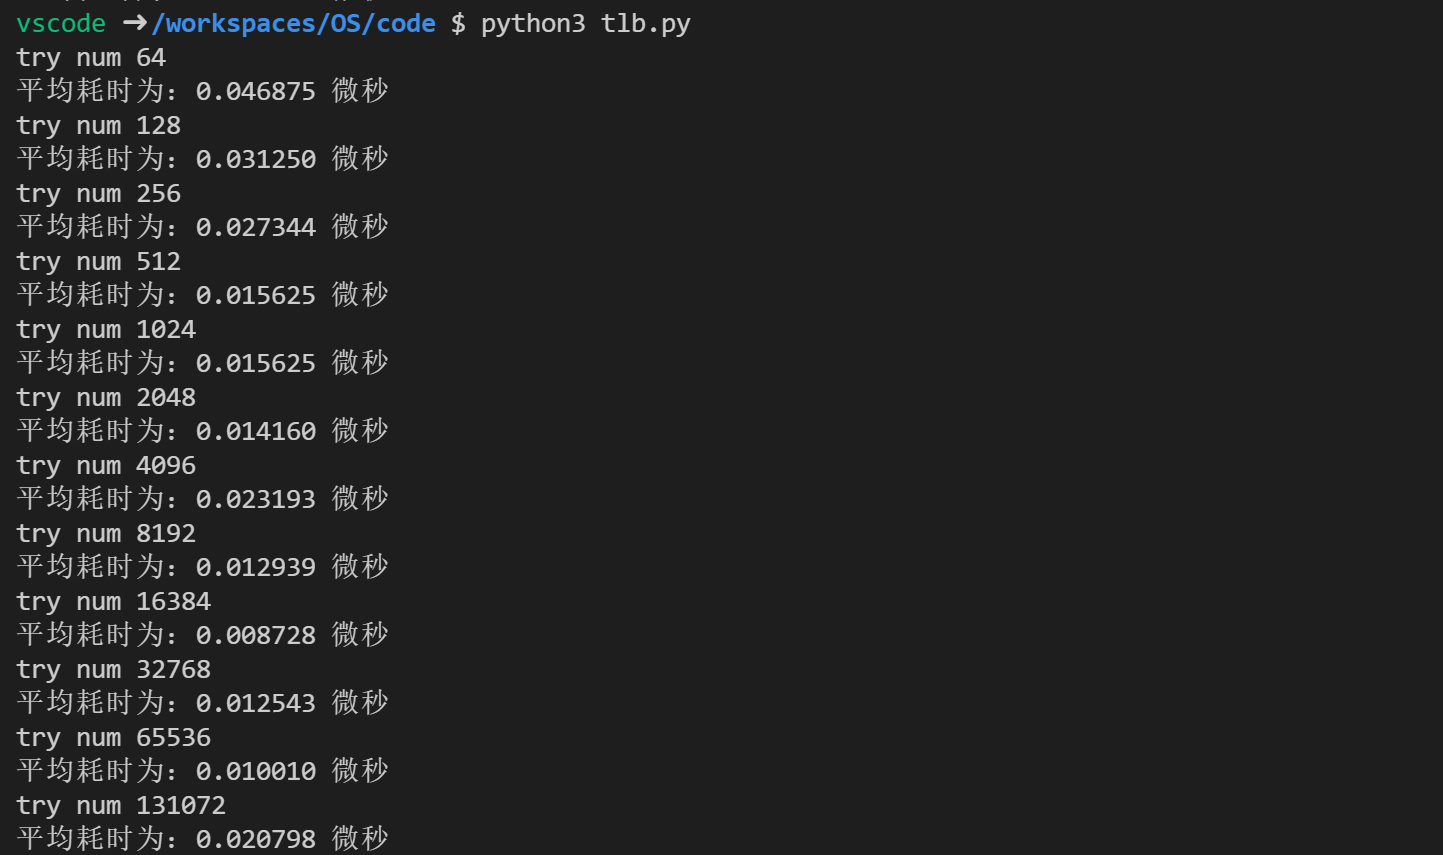 vscode ➜ /workspaces/OS/code $ python3 tlb.py
try num 64
平均耗时为：0.046875 微秒
try num 128
平均耗时为：0.031250 微秒
try num 256
平均耗时为：0.027344 微秒
try num 512
平均耗时为：0.015625 微秒
try num 1024
平均耗时为：0.015625 微秒
try num 2048
平均耗时为：0.014160 微秒
try num 4096
平均耗时为：0.023193 微秒
try num 8192
平均耗时为：0.012939 微秒
try num 16384
平均耗时为：0.008728 微秒
try num 32768
平均耗时为：0.012543 微秒
try num 65536
平均耗时为：0.010010 微秒
try num 131072
平均耗时为：0.020798 微秒